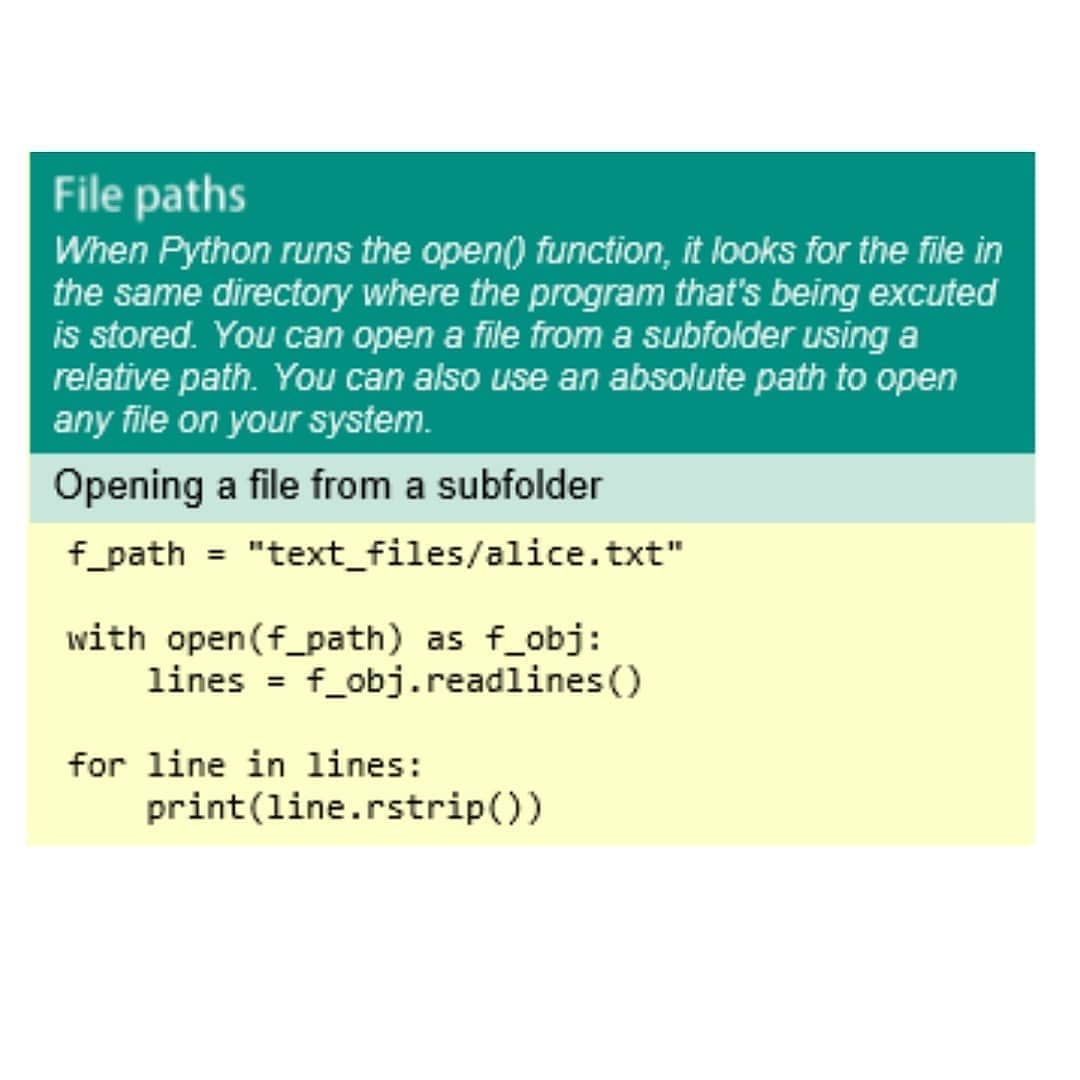 File paths
When Python runs the open() function, it looks for the file in
the same directory where the program that's being excuted
is stored. You can open a file from a subfolder using a
relative path. You can also use an absolute path to open
any file on your system.
Opening a file from a subfolder
f_path = "text_files/alice.txt"
with open(f_path) as f_obj:
    lines = f_obj.readlines()
for line in lines:
    print(line.rstrip())